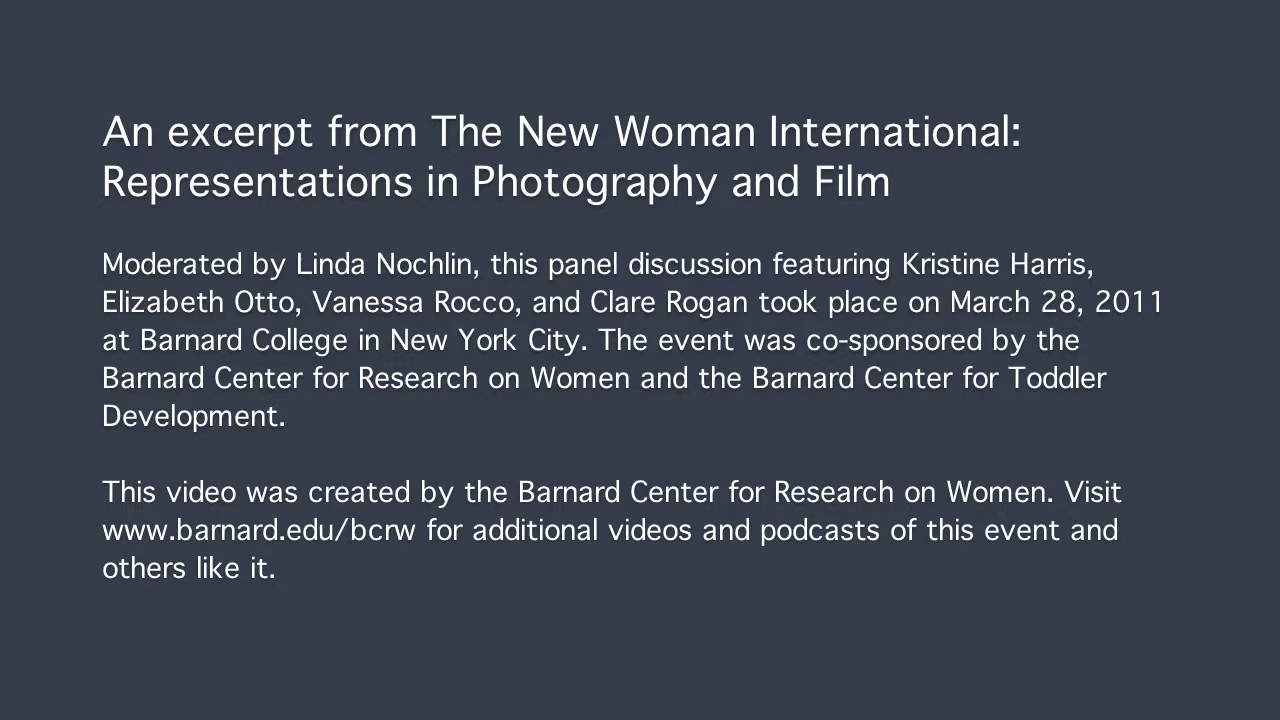 An excerpt from The New Woman International:
Representations in Photography and Film
Moderated by Linda Nochlin, this panel discussion featuring Kristine Harris,
Elizabeth Otto, Vanessa Rocco, and Clare Rogan took place on March 28, 2011
at Barnard College in New York City. The event was co-sponsored by the
Barnard Center for Research on Women and the Barnard Center for Toddler
Development.
This video was created by the Barnard Center for Research on Women. Visit
www.barnard.edu/bcrw for additional videos and podcasts of this event and
others like it.